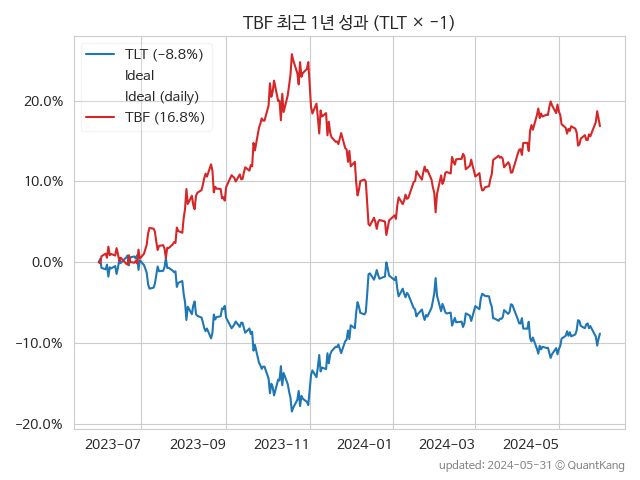 TBF 최근 1년 성과 (TLT × -1)
TLT (-8.8%)
Ideal
Ideal (daily)
TBF (16.8%)
20.0%
10.0%
0.0%
-10.0%
-20.0%
2023-07
2023-09
2023-11
2024-01
2024-03
2024-05
updated: 2024-05-31 © QuantKang